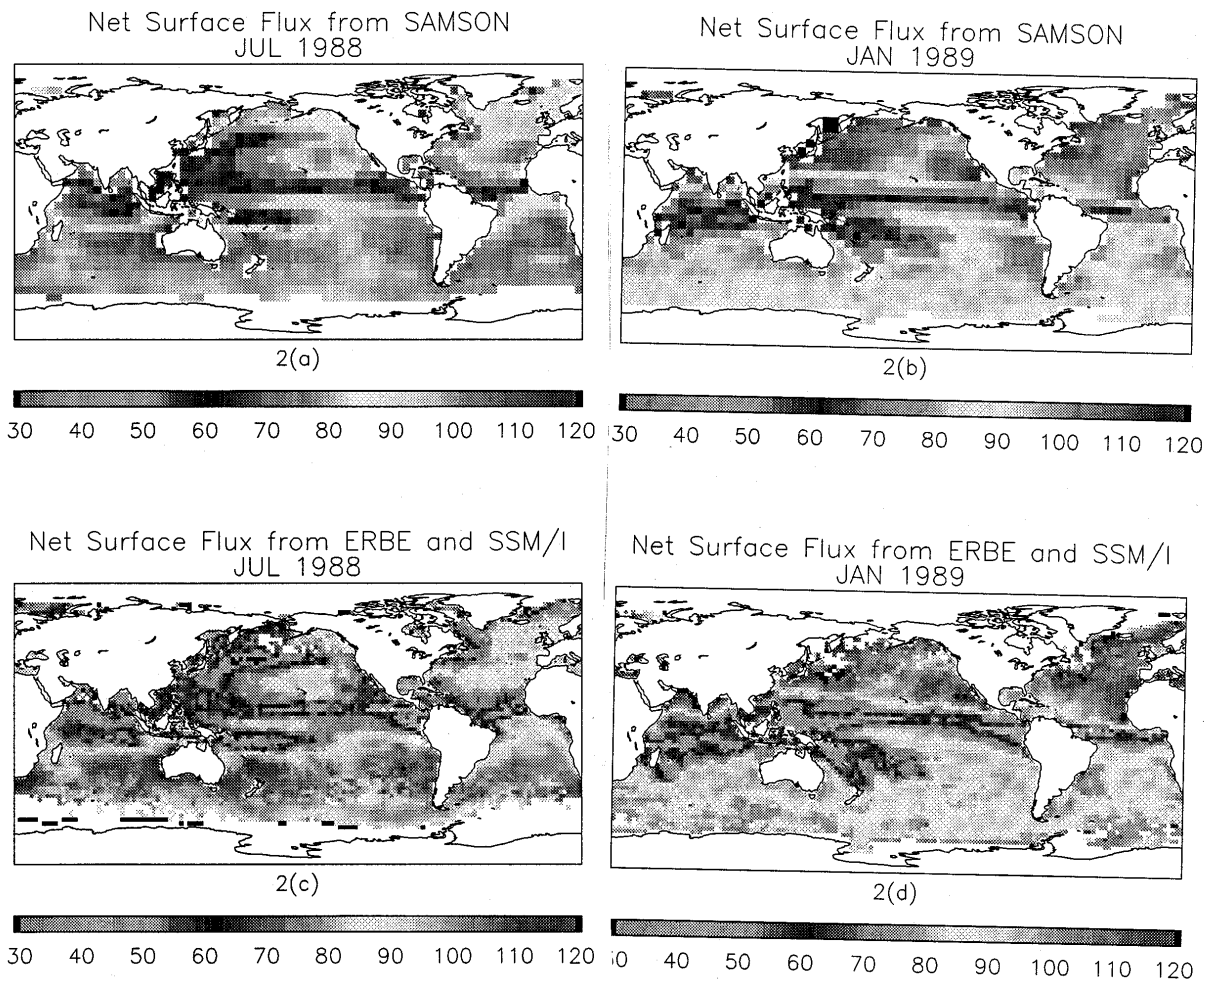 Net Surface Flux from SAMSON
JUL 1988
2(a)
30 40 50 60 70 80 90 100 110 120
Net Surface Flux from SAMSON
JAN 1989
2(b)
30 40 50 60 70 80 90 100 110 120
Net Surface Flux from ERBE and SSM/I
JUL 1988
2(c)
30 40 50 60 70 80 90 100 110 120
Net Surface Flux from ERBE and SSM/I
JAN 1989
2(d)
40 50 60 70 80 90 100 110 120